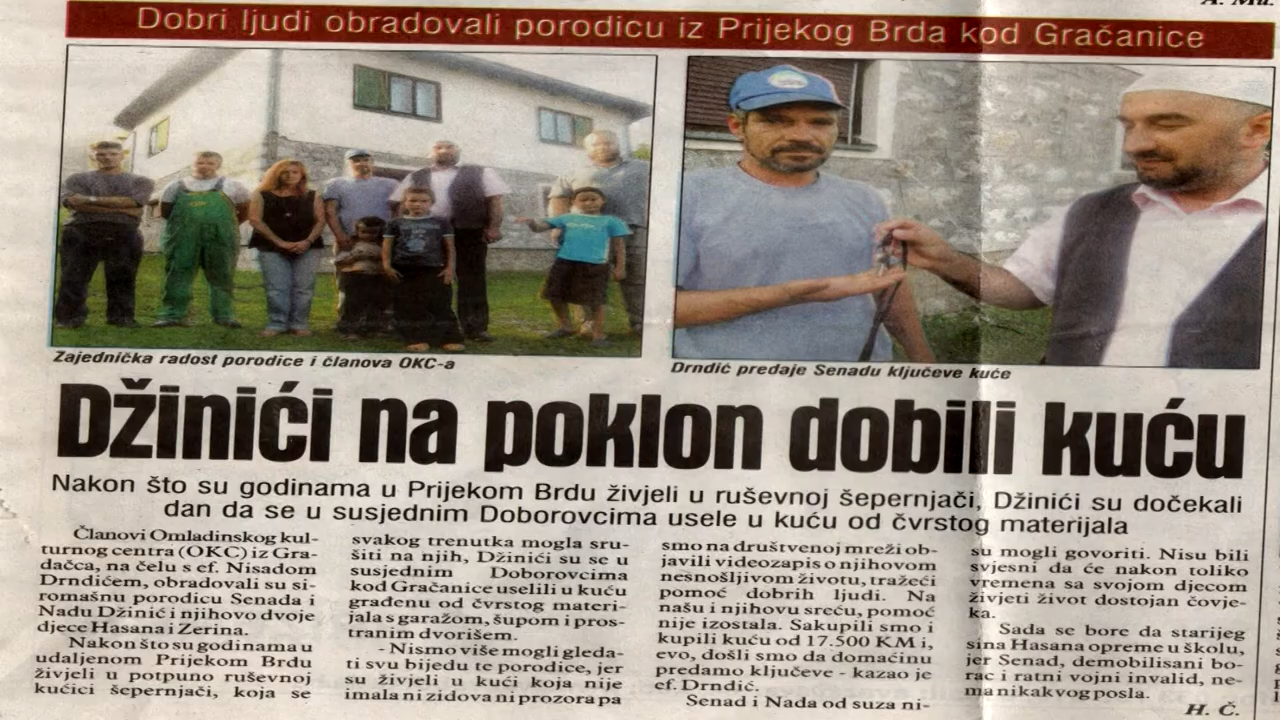 A. Mu.
Dobri ljudi obradovali porodicu iz Prijekog Brda kod Gračanice
Zajednička radost porodice i članova OKC-a
Drndić predaje Senadu ključeve kuće
Džinići na poklon dobili kuću
Nakon što su godinama u Prijekom Brdu živjeli u ruševnoj šepernjači, Džinići su dočekali
dan da se u susjednim Doborovcima usele u kuću od čvrstog materijala
Članovi Omladinskog kul-
turnog centra (OKC) iz Gra-
dačca, na čelu s ef. Nisadom
Drndićem, obradovali su si-
romašnu porodicu Senada i
Nadu Džinić i njihovo dvoje
djece Hasana i Zerina.
Nakon što su godinama u
udaljenom Prijekom Brdu
živjeli u potpuno ruševnoj
kućici šepernjači, koja se
svakog trenutka mogla sru-
šiti na njih, Džinići su se u
susjednim Doborovcima
kod Gračanice uselili u kuću
građenu od čvrstog materi-
jala s garažom, šupom i pros-
tranim dvorišem.
- Nismo više mogli gleda-
ti svu bijedu te porodice, jer
su živjeli u kući koja nije
imala ni zidova ni prozora pa
smo na društvenoj mreži ob-
javili videozapis o njihovom
nesnošljivom životu, tražeći
pomoć dobrih ljudi. Na
našu i njihovu sreću, pomoć
nije izostala. Sakupili smo i
kupili kuću od 17.500 KM i,
evo, došli smo da domaćinu
predamo ključeve - kazao je
ef. Drndić.
Senad i Nada od suza ni-
su mogli govoriti. Nisu bili
svjesni da će nakon toliko
vremena sa svojom djecom
živjeti život dostojan čovje-
ka.
Sada se bore da starijeg
sina Hasana opreme u školu,
jer Senad, demobilisani bo-
rac i ratni vojni invalid, ne-
ma nikakvog posla.
H. Č.